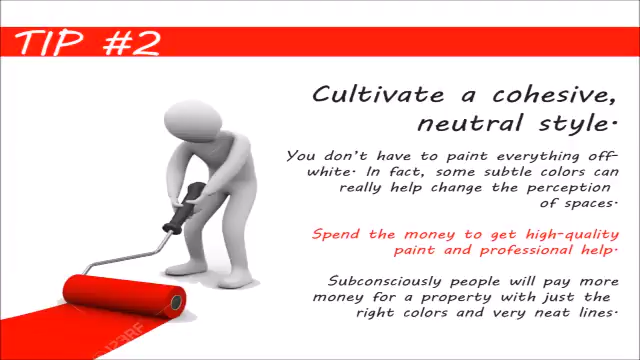 TIP #2
Cultivate a cohesive,
neutral style.
You don't have to paint everything off-
white. In fact, some subtle colors can
really help change the perception
of spaces.
Spend the money to get high-quality
paint and professional help.
Subconsciously people will pay more
money for a property with just the
right colors and very neat lines.
123RF